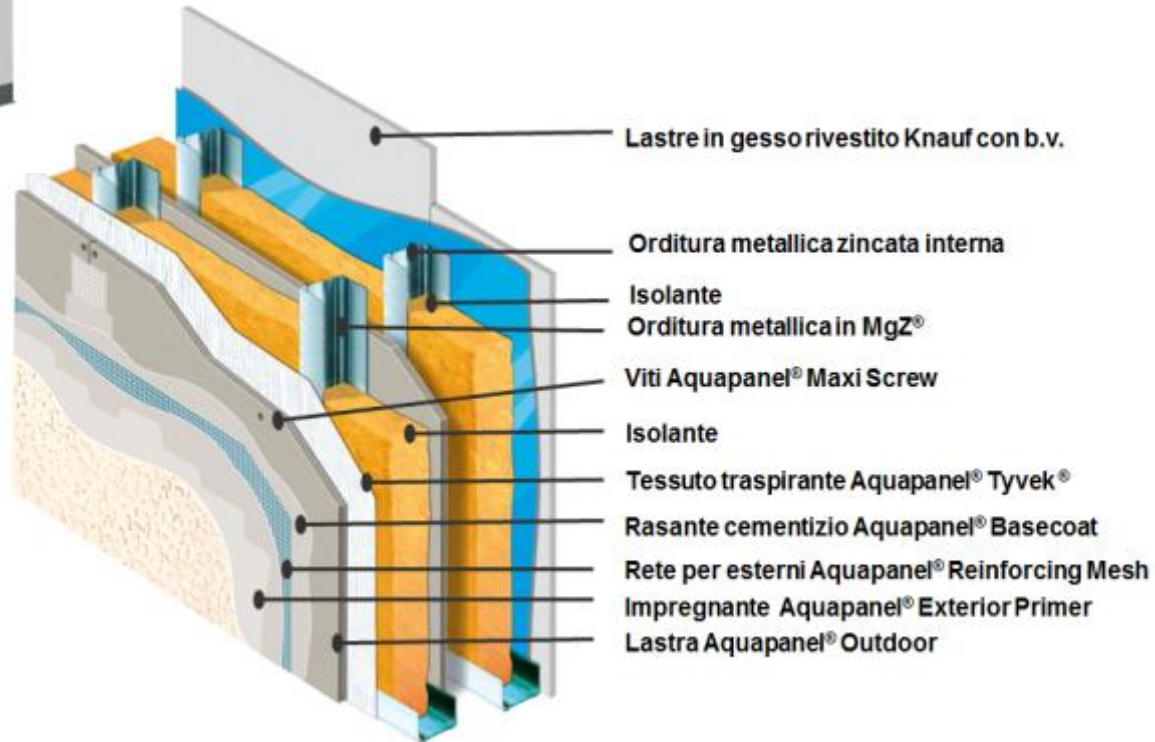 Lastre in gesso rivestito Knauf con b.v.
Orditura metallica zincata interna
Isolante
Orditura metallica in MgZ®
Viti Aquapanel® Maxi Screw
Isolante
Tessuto traspirante Aquapanel® Tyvek®
Rasante cementizio Aquapanel® Basecoat
Rete per esterni Aquapanel® Reinforcing Mesh
Impregnante Aquapanel® Exterior Primer
Lastra Aquapanel® Outdoor